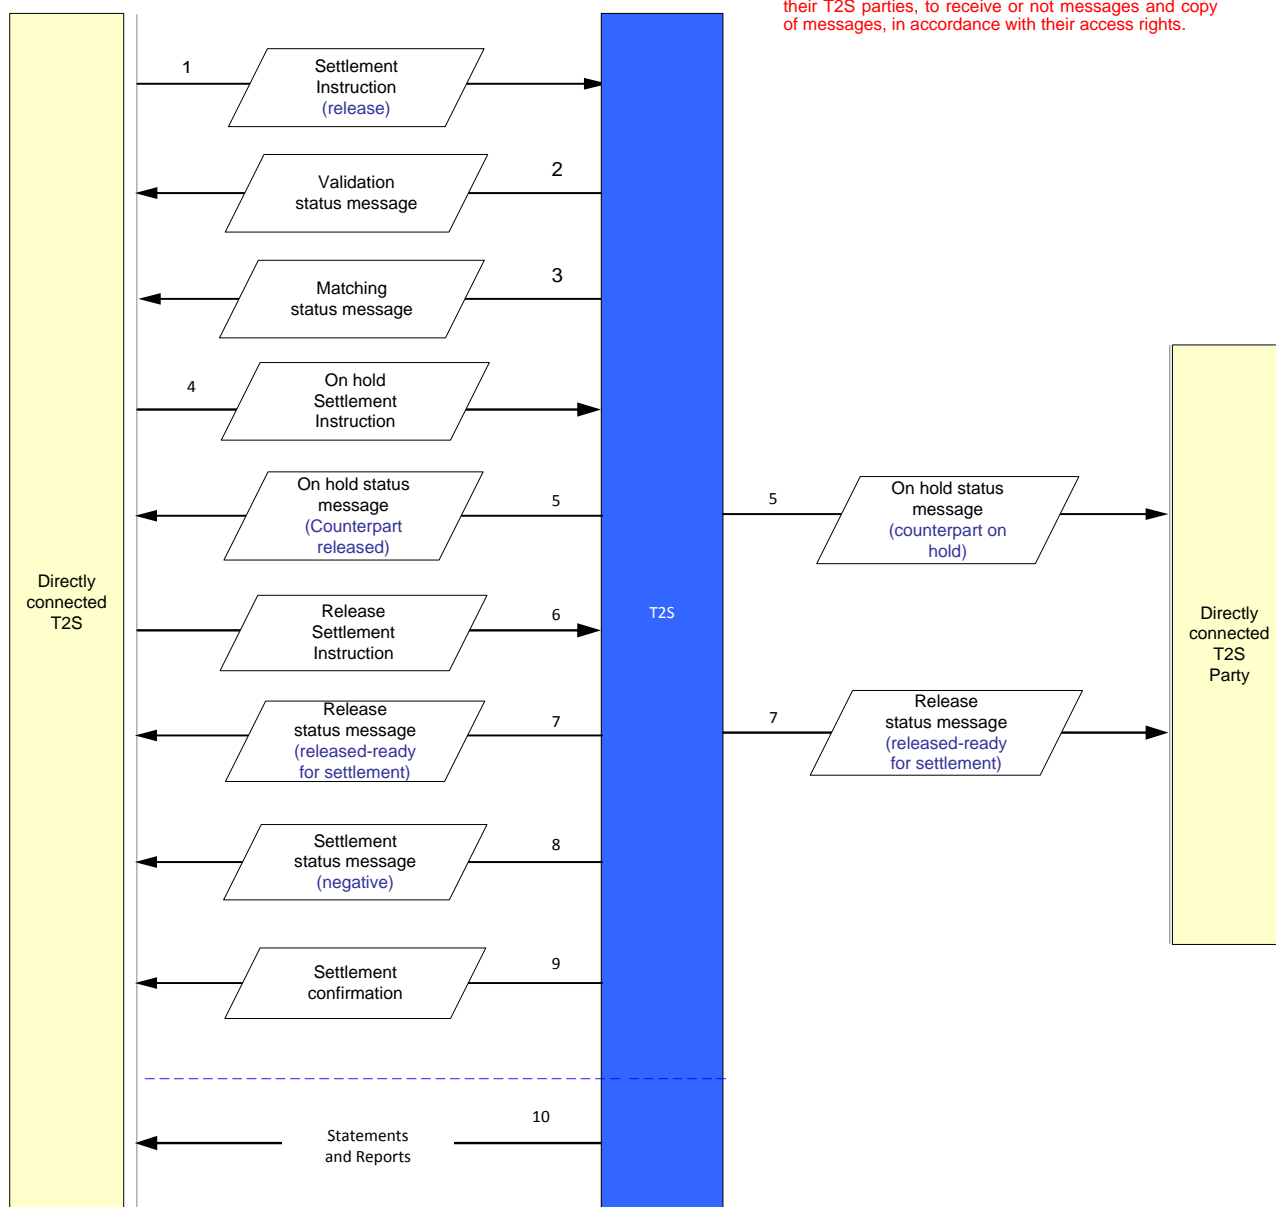 their T2S parties, to receive or not messages and copy
of messages, in accordance with their access rights.
1
Settlement
Instruction
(release)
2
Validation
status message
3
Matching
status message
4
On hold
Settlement
Instruction
On hold status
message
(Counterpart
released)
5
5
On hold status
message
(counterpart on
hold)
Directly
connected
T2S
Release
Settlement
Instruction
6
T2S
Directly
connected
T2S
Party
Release
status message
(released-ready
for settlement)
7
7
Release
status message
(released-ready
for settlement)
Settlement
status message
(negative)
8
Settlement
confirmation
9
10
Statements
and Reports